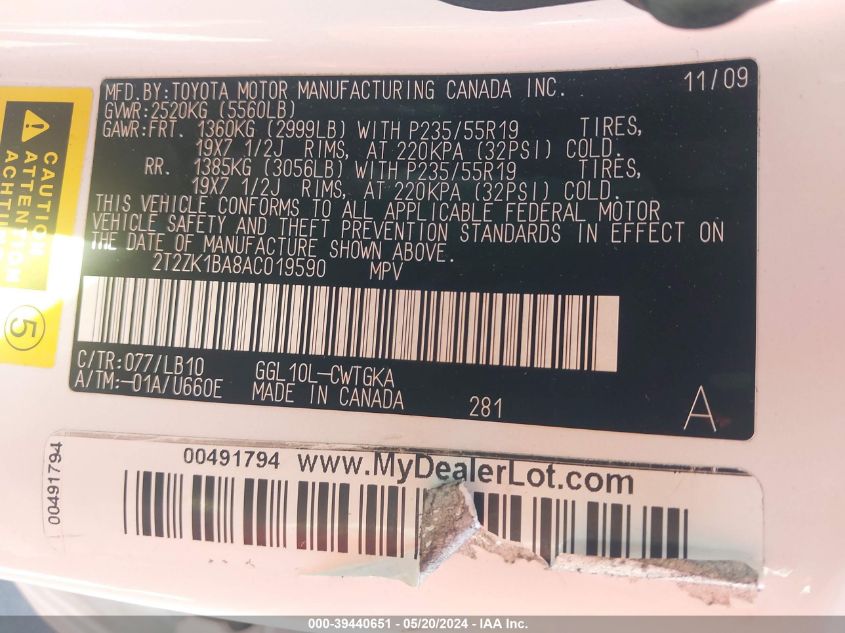 MFD.BY:TOYOTA MOTOR MANUFACTURING CANADA INC. 11/09
GVWR:2520KG (5560LB)
GAWR:FRT. 1360KG (2999LB) WITH P235/55R19 TIRES,
19X7 1/2J RIMS, AT 220KPA (32PSI) COLD.
RR. 1385KG (3056LB) WITH P235/55R19 TIRES,
19X7 1/2J RIMS, AT 220KPA (32PSI) COLD.
THIS VEHICLE CONFORMS TO ALL APPLICABLE FEDERAL MOTOR
VEHICLE SAFETY AND THEFT PREVENTION STANDARDS IN EFFECT ON
THE DATE OF MANUFACTURE SHOWN ABOVE.
2T2ZK1BA8AC019590 MPV
C/TR:077/LB10 GGL10L-CWTGKA
A/TM:-01A/U660E MADE IN CANADA 281 A
CAUTION
ATTENTION
5
00491794 www.MyDealerLot.com
00491794
000-39440651 | 05/20/2024 - IAA Inc.